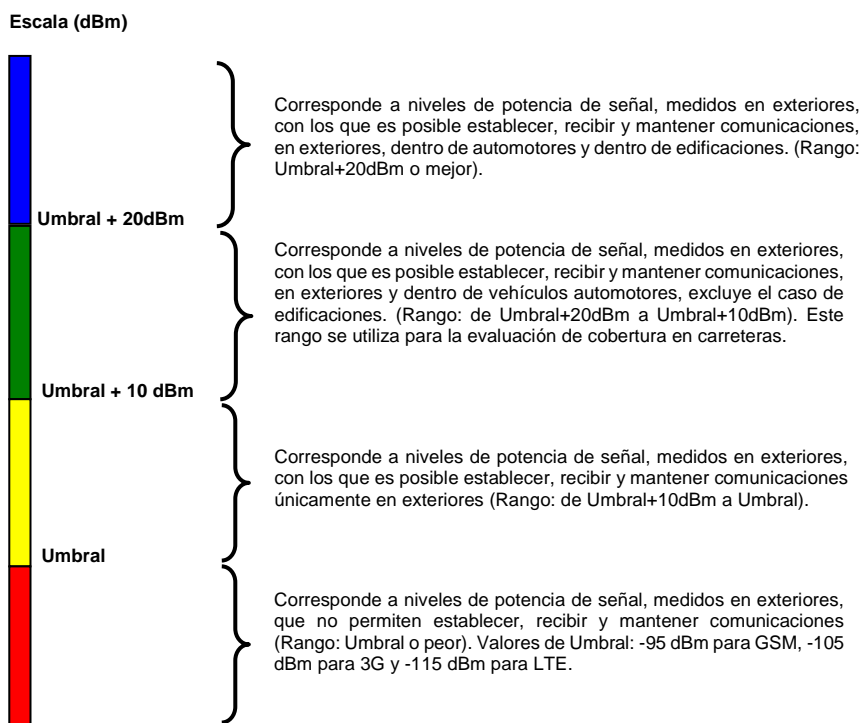 Escala (dBm)
Corresponde a niveles de potencia de señal, medidos en exteriores,
con los que es posible establecer, recibir y mantener comunicaciones,
en exteriores, dentro de automotores y dentro de edificaciones. (Rango:
Umbral+20dBm o mejor).
Umbral + 20dBm
Corresponde a niveles de potencia de señal, medidos en exteriores,
con los que es posible establecer, recibir y mantener comunicaciones,
en exteriores y dentro de vehículos automotores, excluye el caso de
edificaciones. (Rango: de Umbral+20dBm a Umbral+10dBm). Este
rango se utiliza para la evaluación de cobertura en carreteras.
Umbral + 10 dBm
Corresponde a niveles de potencia de señal, medidos en exteriores,
con los que es posible establecer, recibir y mantener comunicaciones
únicamente en exteriores (Rango: de Umbral+10dBm a Umbral).
Umbral
Corresponde a niveles de potencia de señal, medidos en exteriores,
que no permiten establecer, recibir y mantener comunicaciones
(Rango: Umbral o peor). Valores de Umbral: -95 dBm para GSM, -105
dBm para 3G y -115 dBm para LTE.